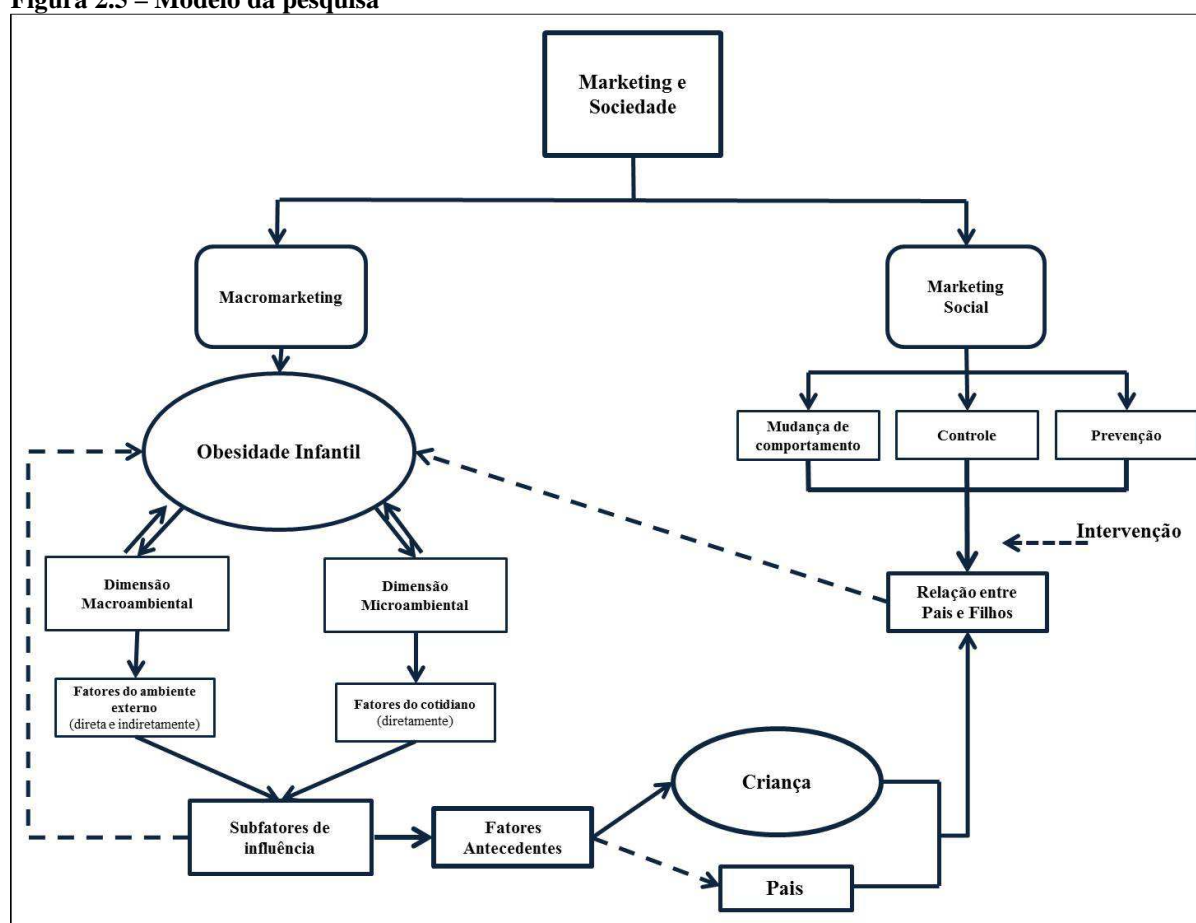 Figura 2.5 – Modelo da pesquisa
Marketing e
Sociedade
Macromarketing
Marketing
Social
Obesidade Infantil
Mudança de
comportamento
Controle
Prevenção
Intervenção
Dimensão
Macroambiental
Dimensão
Microambiental
Relação entre
Pais e Filhos
Fatores do ambiente
externo
(direta e indiretamente)
Fatores do cotidiano
(diretamente)
Criança
Subfatores de
influência
Fatores
Antecedentes
Pais